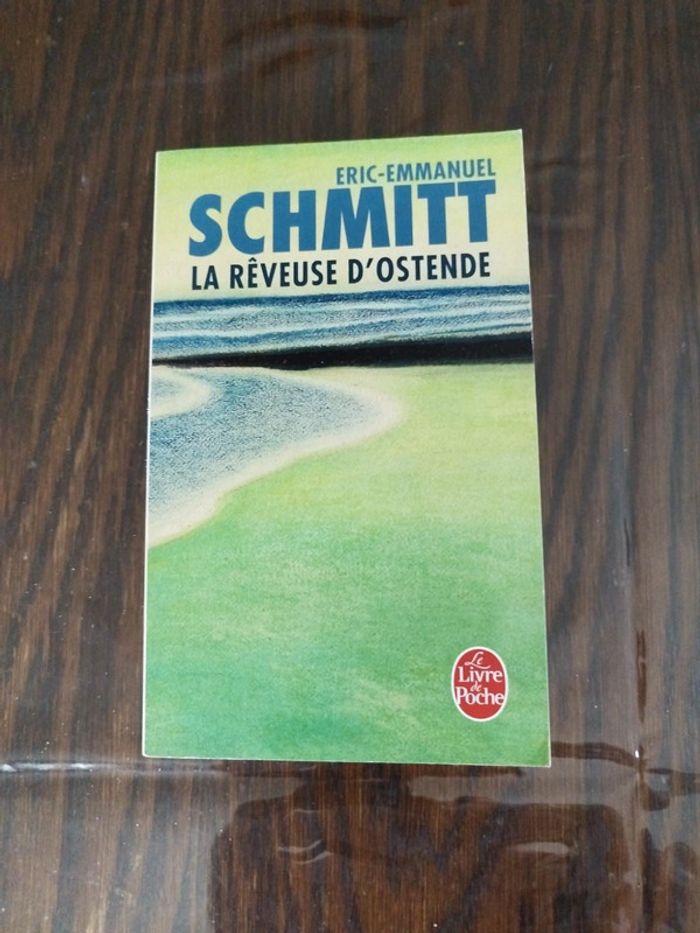 ERIC-EMMANUEL
SCHMITT
LA RÊVEUSE D'OSTENDE
Le
Livre
de
Poche